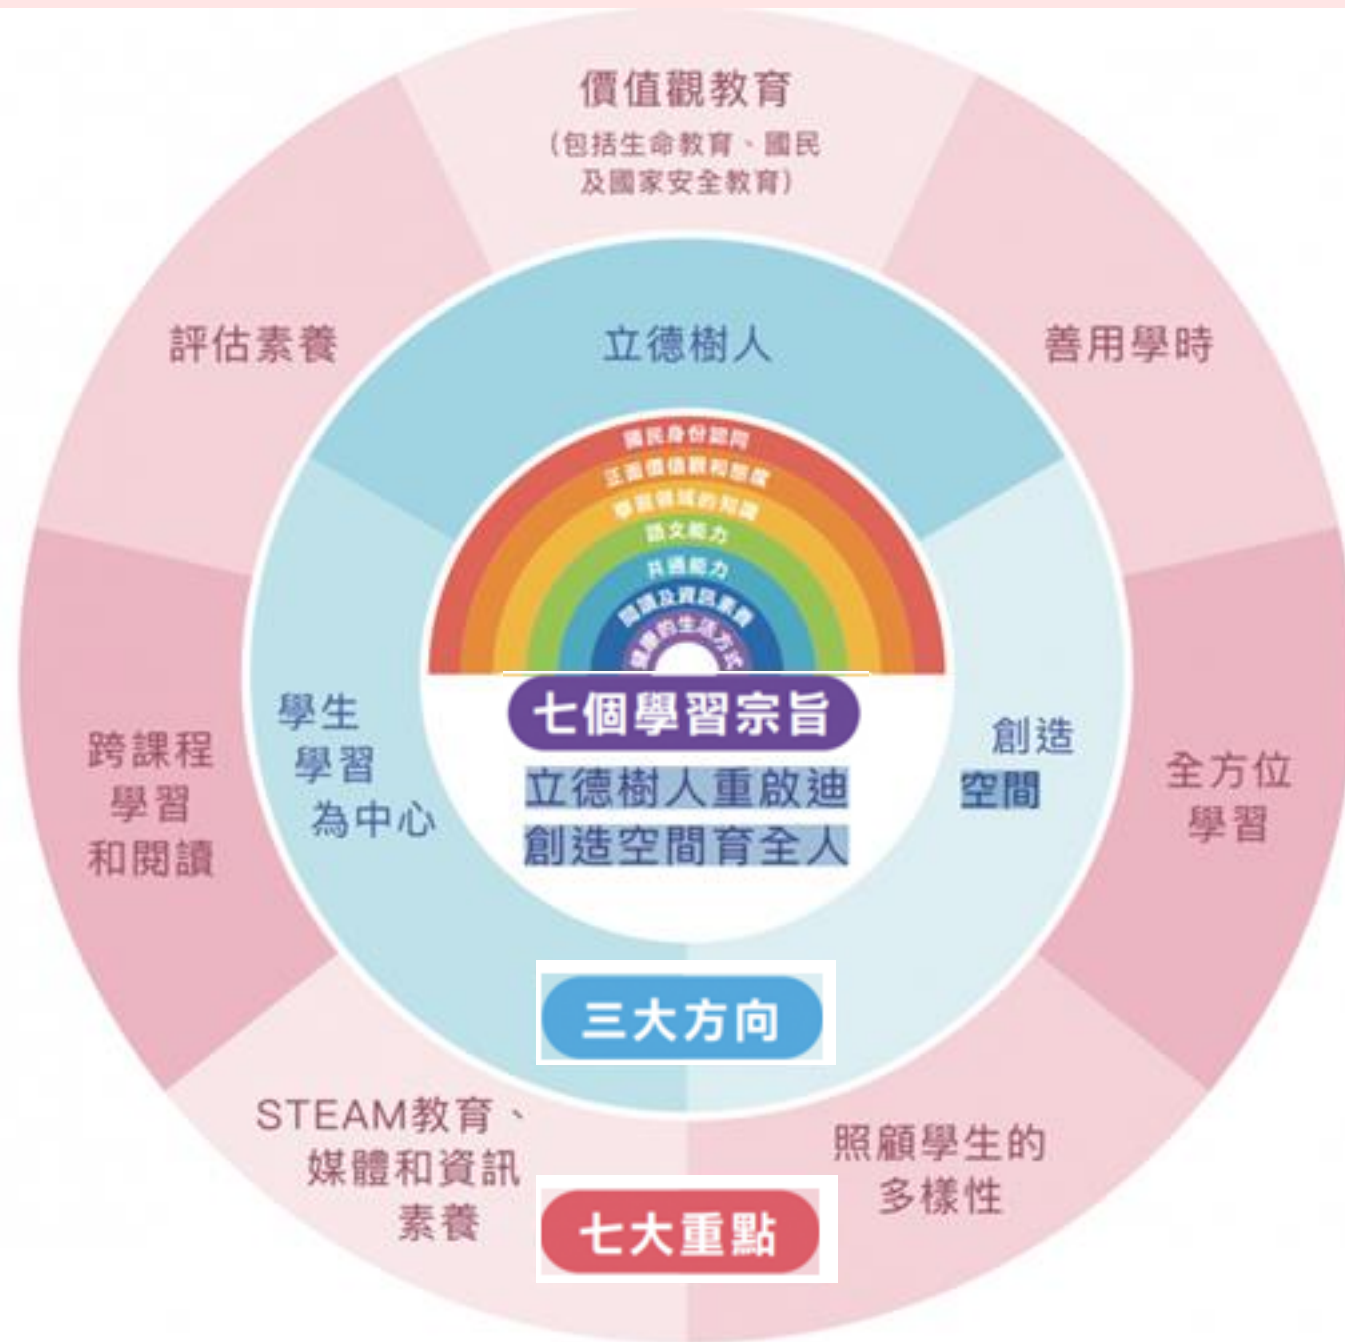 價值觀教育
(包括生命教育、國民
及國家安全教育)
評估素養
立德樹人
善用學時
國民身份認同
正面價值觀和態度
學習領域的知識
語文能力
共通能力
閱讀及資訊素養
健康的生活方式
七個學習宗旨
立德樹人重啟迪
創造空間育全人
學生
學習
為中心
創造
空間
跨課程
學習
和閱讀
全方位
學習
三大方向
STEAM教育、
媒體和資訊
素養
照顧學生的
多樣性
七大重點